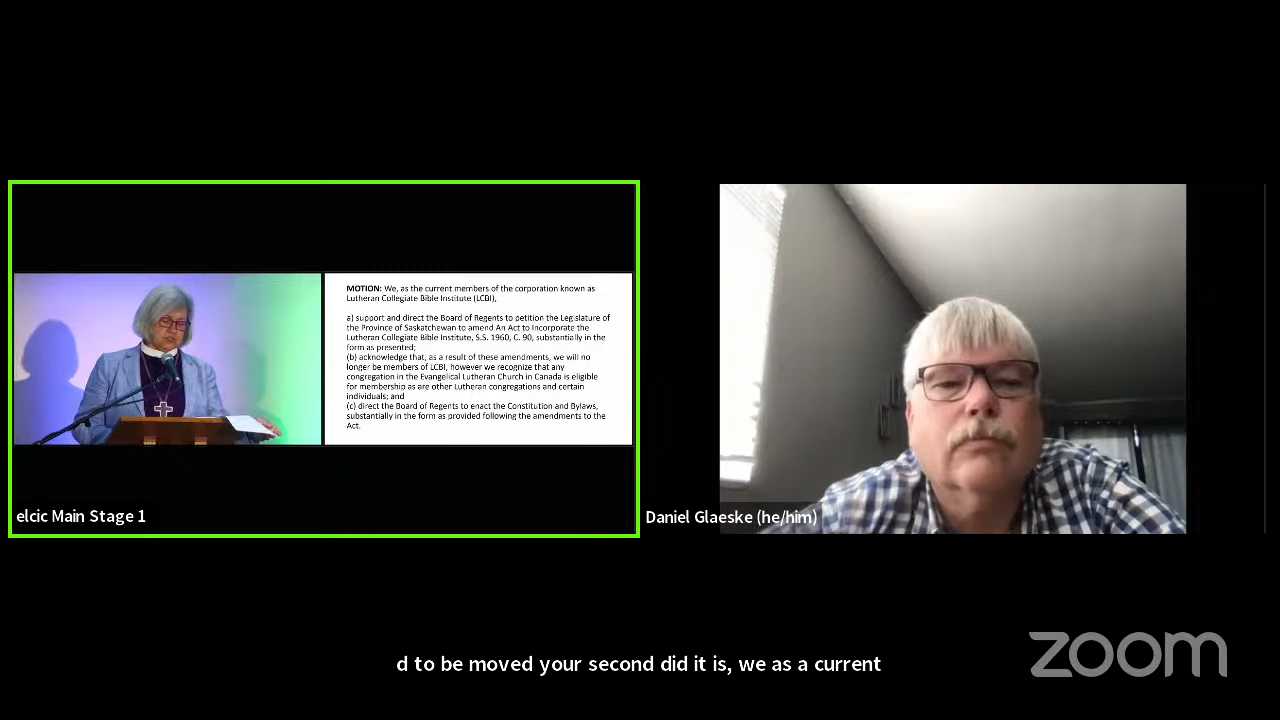 MOTION: We, as the current members of the corporation known as
Lutheran Collegiate Bible Institute (LCBI),
a) support and direct the Board of Regents to petition the Legislature of
the Province of Saskatchewan to amend An Act to Incorporate the
Lutheran Collegiate Bible Institute, S.S. 1960, C. 90, substantially in the
form as presented;
(b) acknowledge that, as a result of these amendments, we will no
longer be members of LCBI, however we recognize that any
congregation in the Evangelical Lutheran Church in Canada is eligible
for membership as are other Lutheran congregations and certain
individuals; and
(c) direct the Board of Regents to enact the Constitution and Bylaws,
substantially in the form as provided following the amendments to the
Act.
elcic Main Stage 1
Daniel Glaeske (he/him)
d to be moved your second did it is, we as a current
zoom